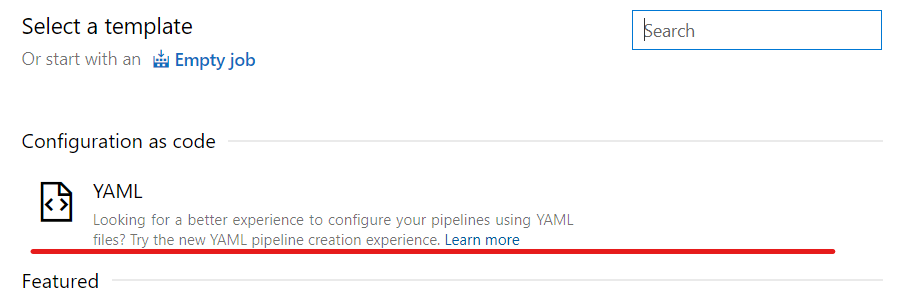 Select a template
Search
Or start with an Empty job
Configuration as code
YAML
Looking for a better experience to configure your pipelines using YAML
files? Try the new YAML pipeline creation experience. Learn more
Featured